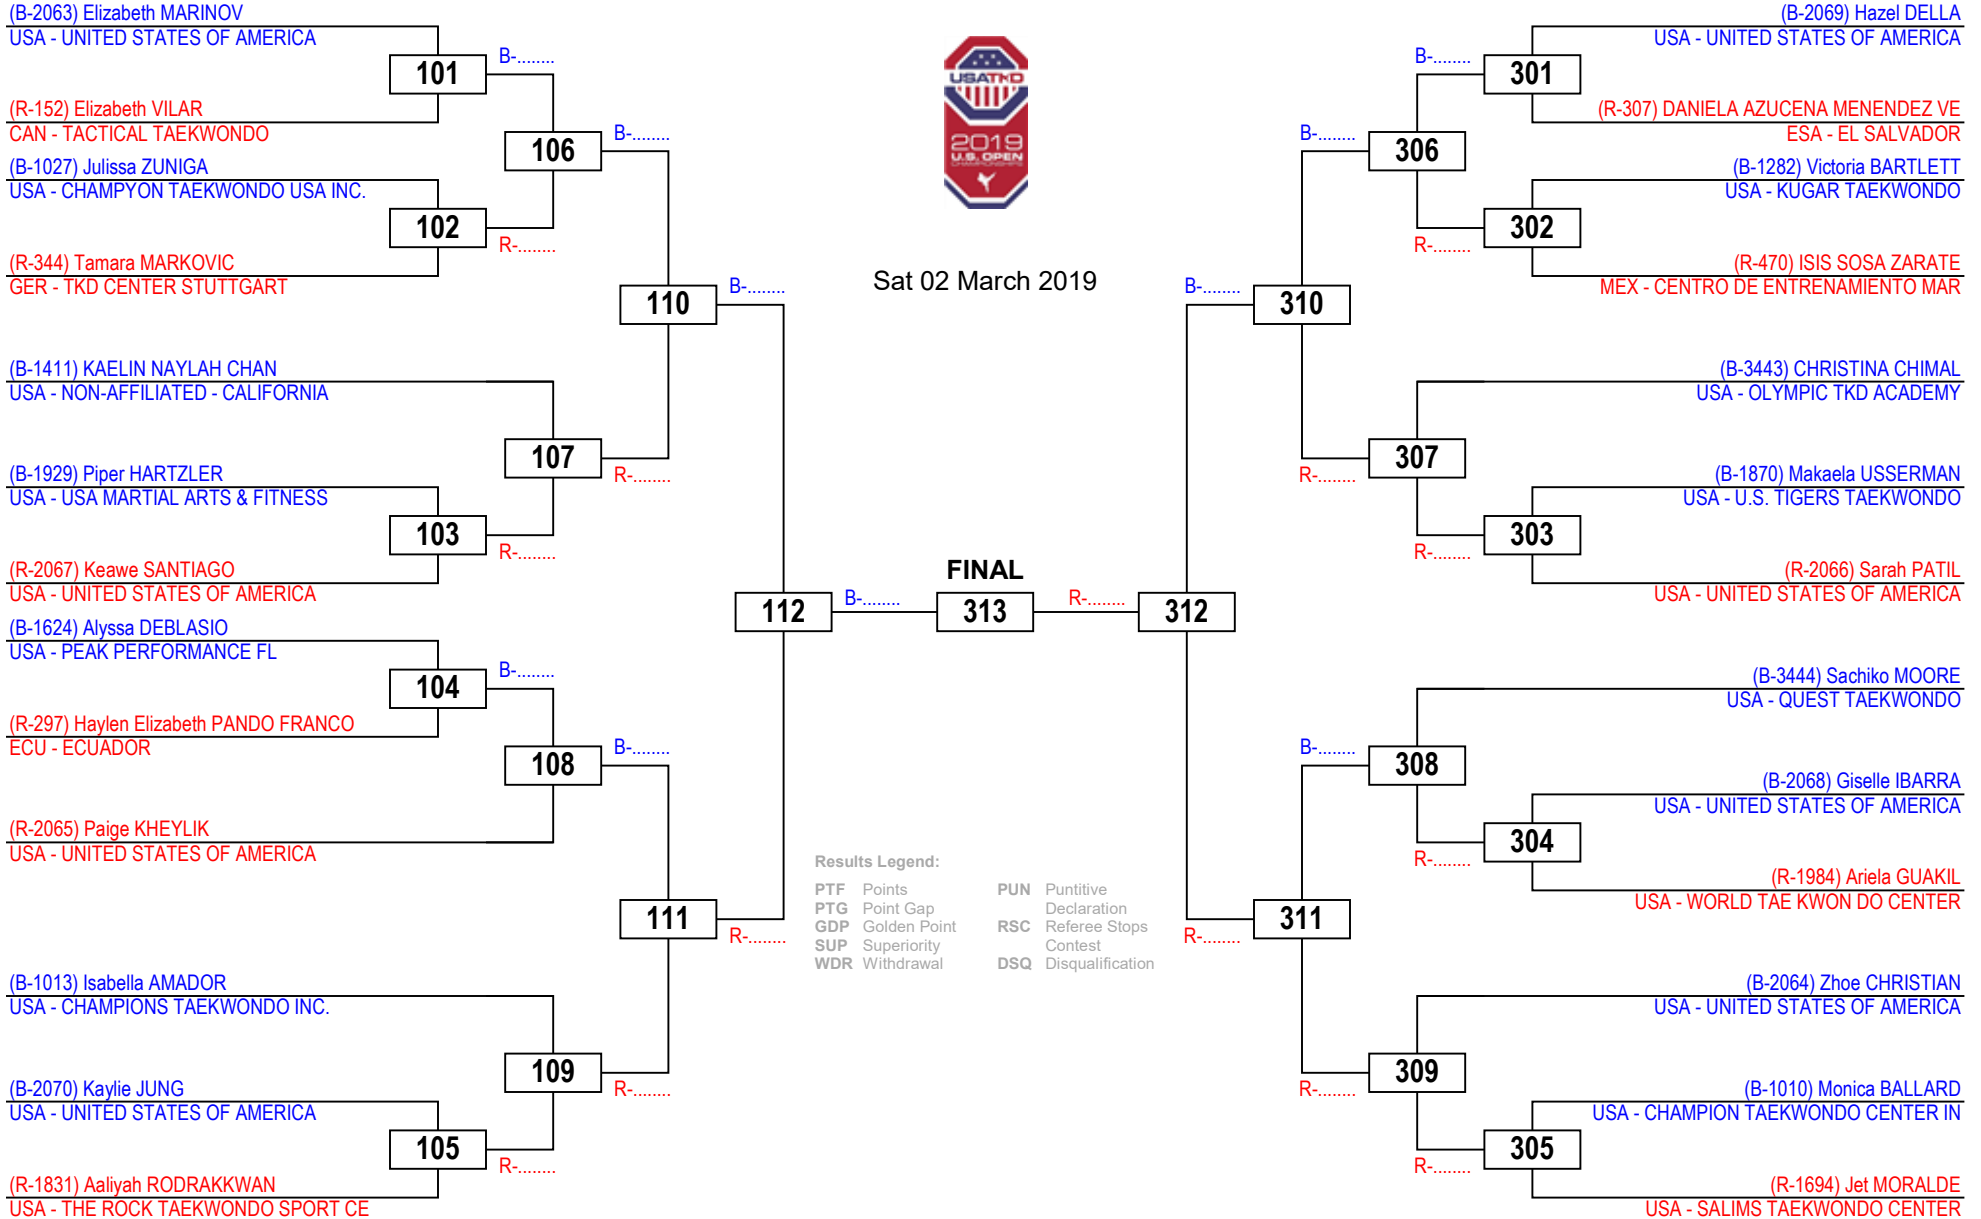 (B-2063) Elizabeth MARINOV
USA - UNITED STATES OF AMERICA
101
B-........
(R-152) Elizabeth VILAR
CAN - TACTICAL TAEKWONDO
106
B-........
(B-1027) Julissa ZUNIGA
USA - CHAMPYON TAEKWONDO USA INC.
102
R-........
(R-344) Tamara MARKOVIC
GER - TKD CENTER STUTTGART
110
B-........
(B-1411) KAELIN NAYLAH CHAN
USA - NON-AFFILIATED - CALIFORNIA
107
R-........
(B-1929) Piper HARTZLER
USA - USA MARTIAL ARTS & FITNESS
103
R-........
(R-2067) Keawe SANTIAGO
USA - UNITED STATES OF AMERICA
112
B-........
(B-1624) Alyssa DEBLASIO
USA - PEAK PERFORMANCE FL
104
B-........
(R-297) Haylen Elizabeth PANDO FRANCO
ECU - ECUADOR
108
B-........
(R-2065) Paige KHEYLIK
USA - UNITED STATES OF AMERICA
111
R-........
(B-1013) Isabella AMADOR
USA - CHAMPIONS TAEKWONDO INC.
109
R-........
(B-2070) Kaylie JUNG
USA - UNITED STATES OF AMERICA
105
R-........
(R-1831) Aaliyah RODRAKKWAN
USA - THE ROCK TAEKWONDO SPORT CE
USATKD
2019
U.S. OPEN
CHAMPIONSHIPS
Sat 02 March 2019
FINAL
313
Results Legend:
PTF Points
PTG Point Gap
GDP Golden Point
SUP Superiority
WDR Withdrawal
PUN Puntitive
Declaration
RSC Referee Stops
Contest
DSQ Disqualification
(B-2069) Hazel DELLA
USA - UNITED STATES OF AMERICA
B-........
301
(R-307) DANIELA AZUCENA MENENDEZ VE
ESA - EL SALVADOR
B-........
306
(B-1282) Victoria BARTLETT
USA - KUGAR TAEKWONDO
R-........
302
(R-470) ISIS SOSA ZARATE
MEX - CENTRO DE ENTRENAMIENTO MAR
B-........
310
(B-3443) CHRISTINA CHIMAL
USA - OLYMPIC TKD ACADEMY
R-........
307
(B-1870) Makaela USSERMAN
USA - U.S. TIGERS TAEKWONDO
R-........
303
(R-2066) Sarah PATIL
USA - UNITED STATES OF AMERICA
R-........
312
(B-3444) Sachiko MOORE
USA - QUEST TAEKWONDO
B-........
308
(B-2068) Giselle IBARRA
USA - UNITED STATES OF AMERICA
R-........
304
(R-1984) Ariela GUAKIL
USA - WORLD TAE KWON DO CENTER
R-........
311
(B-2064) Zhoe CHRISTIAN
USA - UNITED STATES OF AMERICA
R-........
309
(B-1010) Monica BALLARD
USA - CHAMPION TAEKWONDO CENTER IN
R-........
305
(R-1694) Jet MORALDE
USA - SALIMS TAEKWONDO CENTER